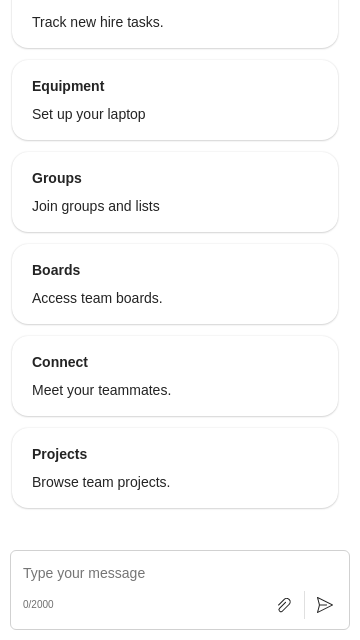 Track new hire tasks.
Equipment
Set up your laptop
Groups
Join groups and lists
Boards
Access team boards.
Connect
Meet your teammates.
Projects
Browse team projects.
Type your message
0/2000